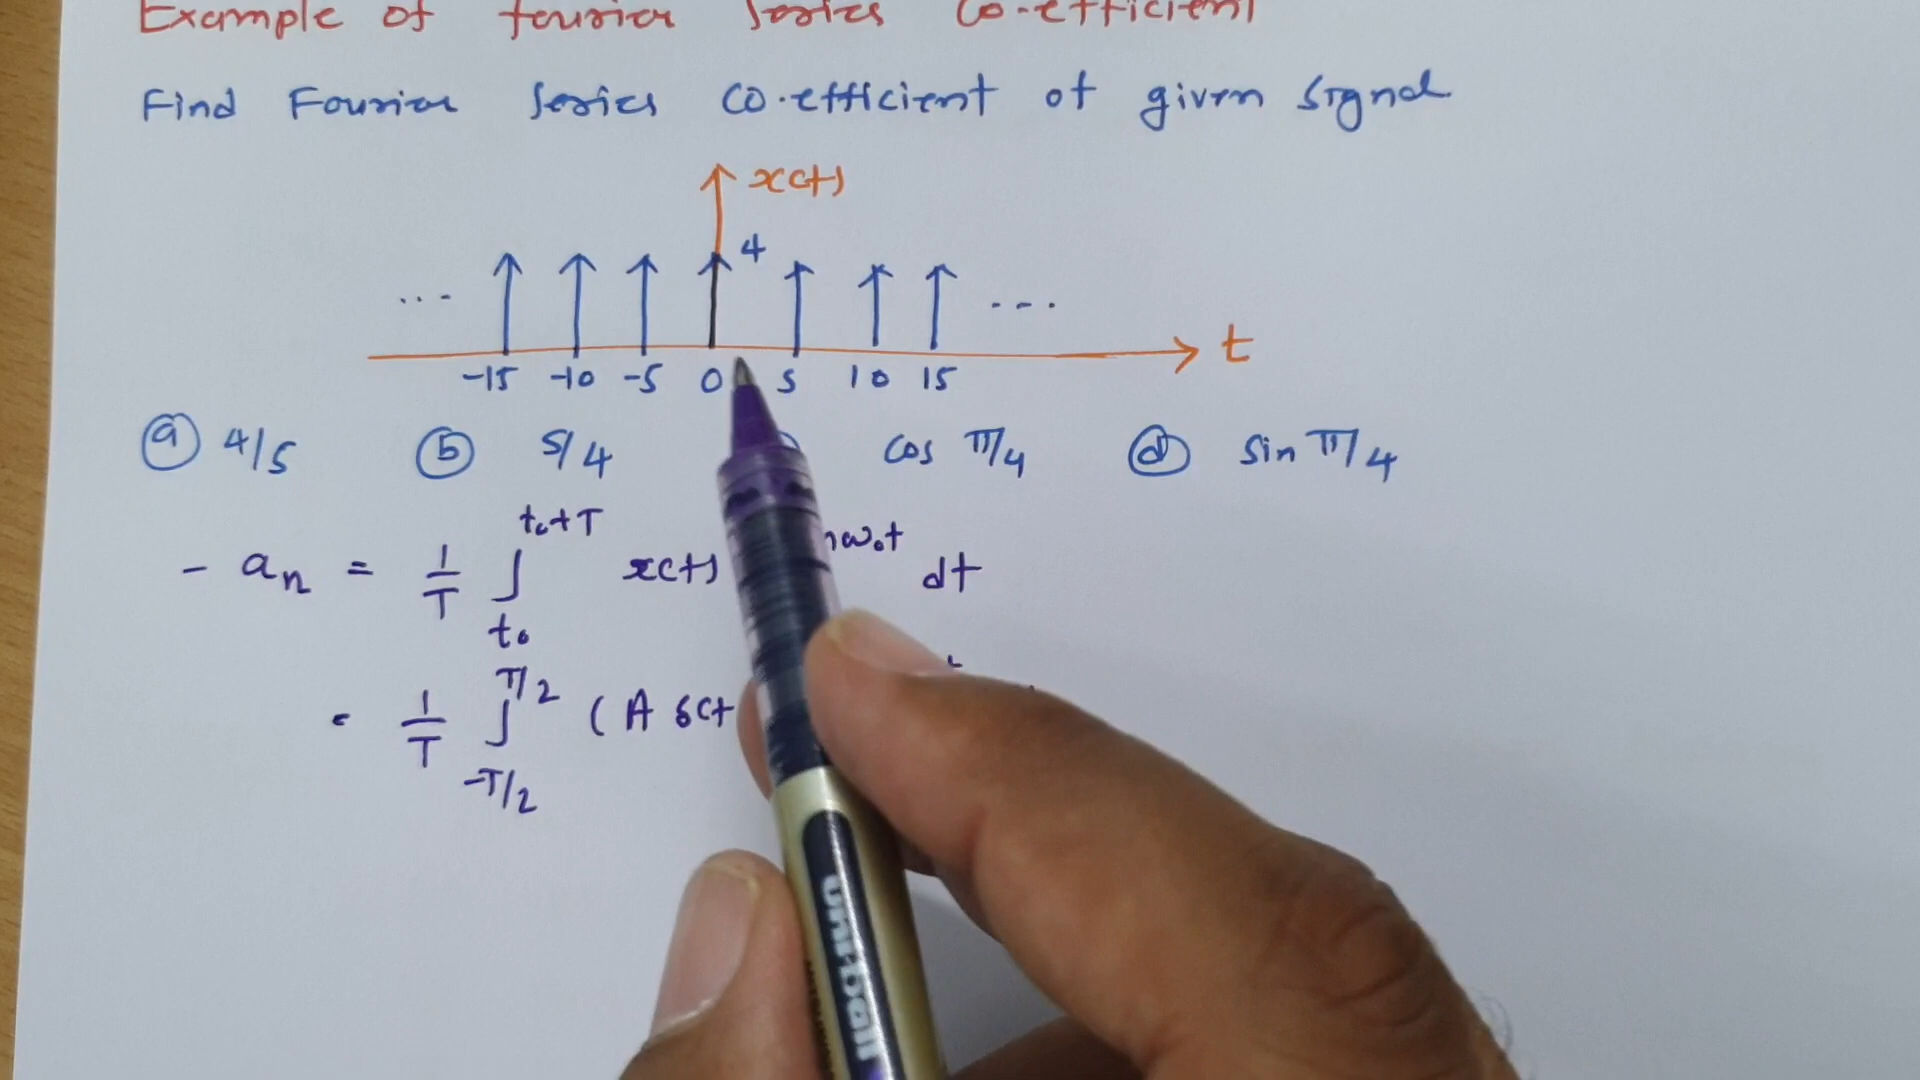 Example of fourier series co-efficient
Find Fourier series co-efficient of given signal
x(t)
4
... ...
-15 -10 -5 0 5 10 15 t
(a) 4/5 (b) 5/4 cos π/4 (d) sin π/4
- an = 1/T ∫ t0 t0+T x(t) nω0t dt
= 1/T ∫ -T/2 T/2 (A δ(t
uniball